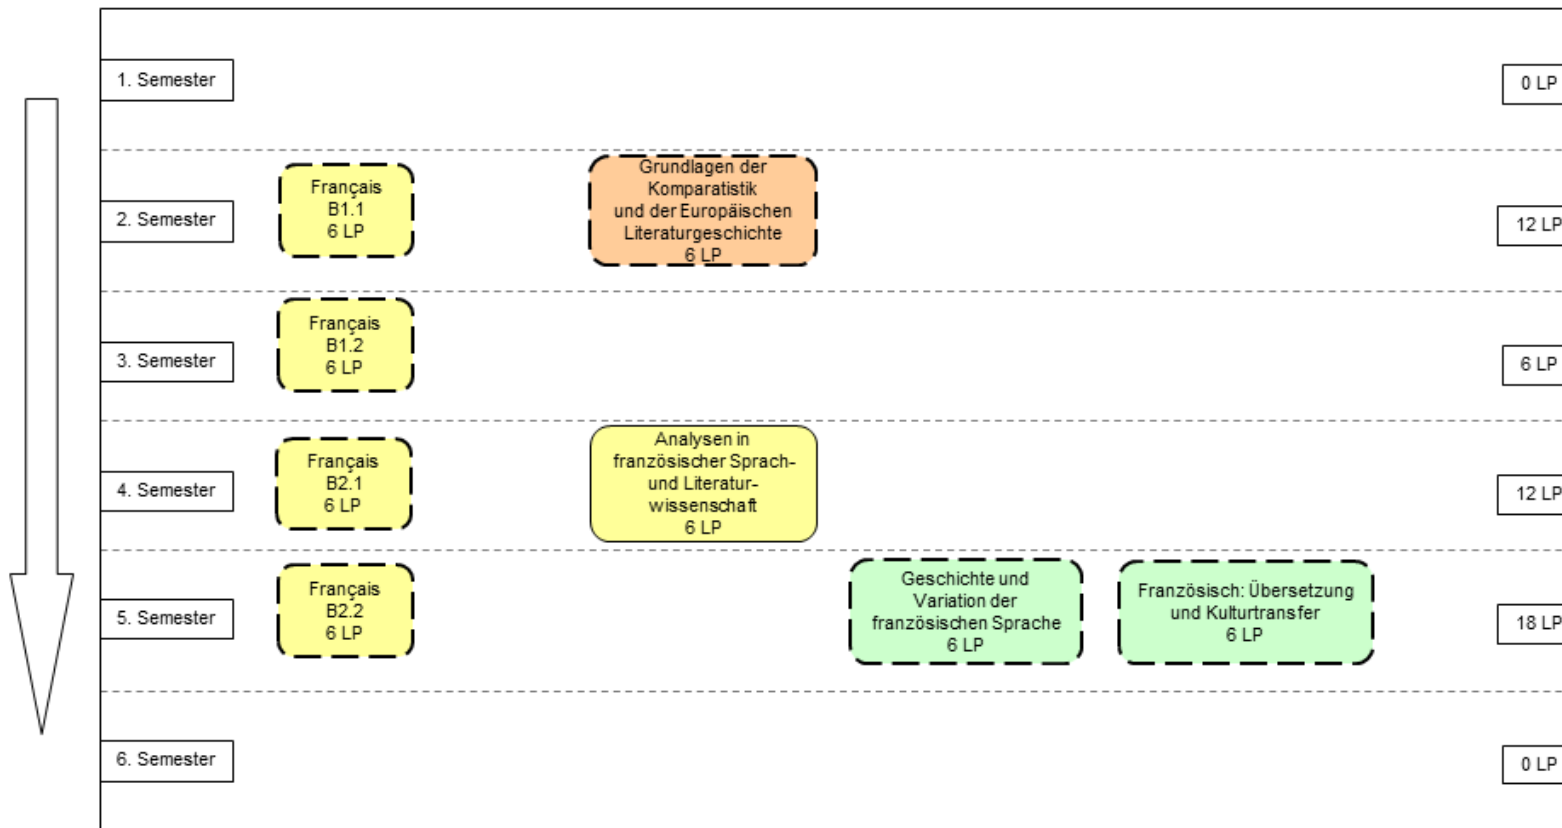 1. Semester
0 LP
2. Semester
Français
B1.1
6 LP
Grundlagen der
Komparatistik
und der Europäischen
Literaturgeschichte
6 LP
12 LP
3. Semester
Français
B1.2
6 LP
6 LP
4. Semester
Français
B2.1
6 LP
Analysen in
französischer Sprach-
und Literatur-
wissenschaft
6 LP
12 LP
5. Semester
Français
B2.2
6 LP
Geschichte und
Variation der
französischen Sprache
6 LP
Französisch: Übersetzung
und Kulturtransfer
6 LP
18 LP
6. Semester
0 LP